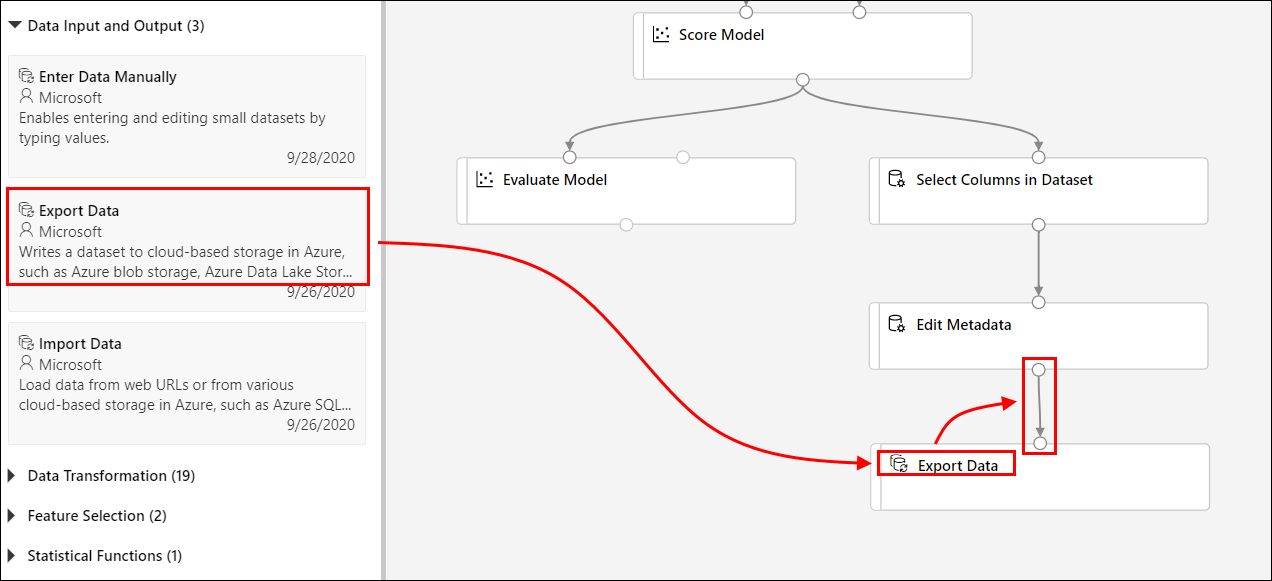 Data Input and Output (3)
Enter Data Manually
Microsoft
Enables entering and editing small datasets by
typing values.
9/28/2020
Export Data
Microsoft
Writes a dataset to cloud-based storage in Azure,
such as Azure blob storage, Azure Data Lake Stor...
9/26/2020
Import Data
Microsoft
Load data from web URLs or from various
cloud-based storage in Azure, such as Azure SQL...
9/26/2020
Data Transformation (19)
Feature Selection (2)
Statistical Functions (1)
Score Model
Evaluate Model
Select Columns in Dataset
Edit Metadata
Export Data